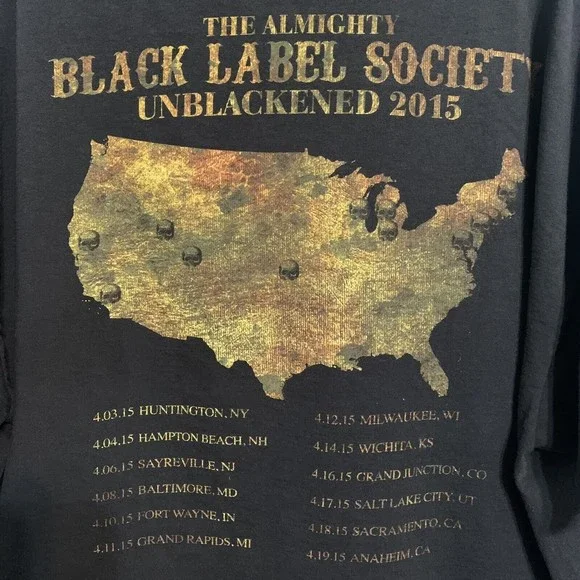 THE ALMIGHTY
BLACK LABEL SOCIETY
UNBLACKENED 2015
4.03.15 HUNTINGTON, NY
4.04.15 HAMPTON BEACH, NH
4.06.15 SAYREVILLE, NJ
4.08.15 BALTIMORE, MD
4.10.15 FORT WAYNE, IN
4.11.15 GRAND RAPIDS, MI
4.12.15 MILWAUKEE, WI
4.14.15 WICHITA, KS
4.16.15 GRAND JUNCTION, CO
4.17.15 SALT LAKE CITY, UT
4.18.15 SACRAMENTO, CA
4.19.15 ANAHEIM, CA